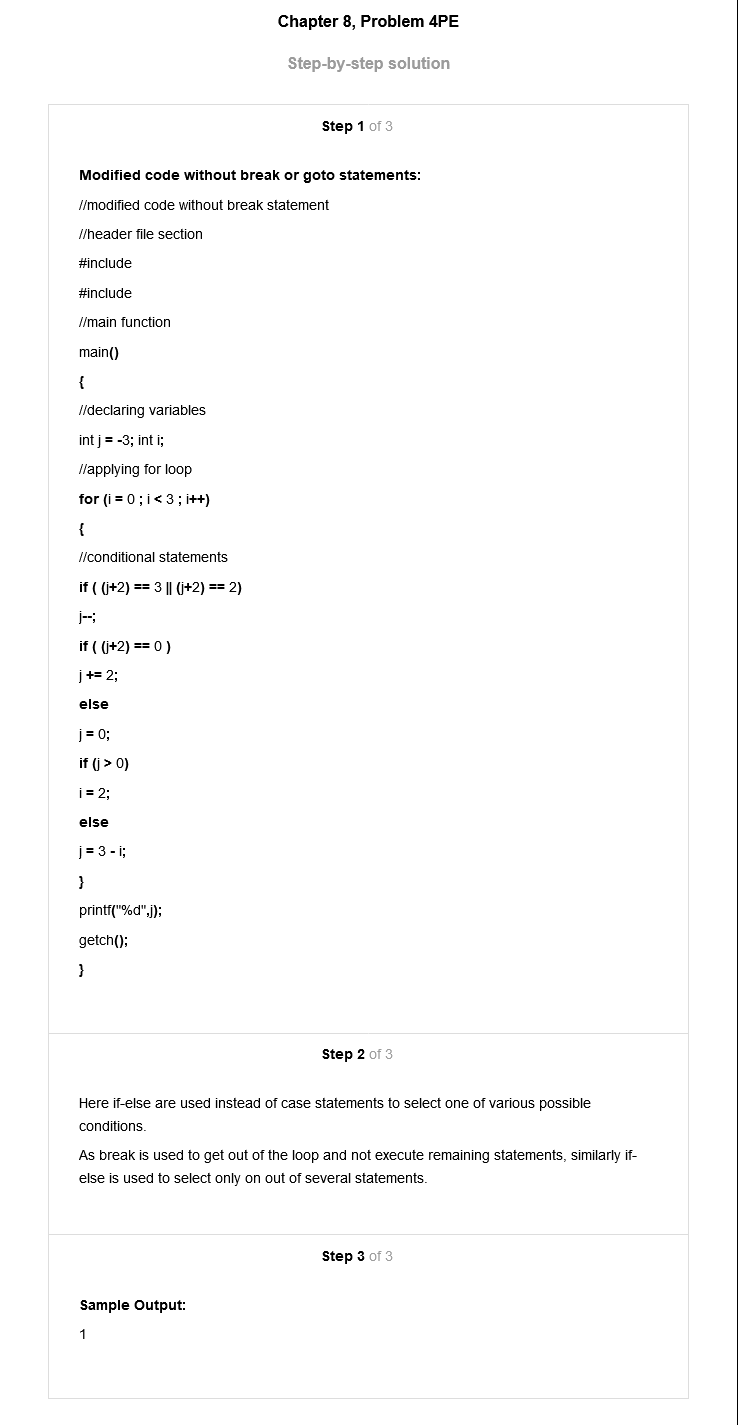 Chapter 8, Problem 4PE
Step-by-step solution
Step 1 of 3
Modified code without break or goto statements:
//modified code without break statement
//header file section
#include
#include
//main function
main()
{
//declaring variables
int j = -3; int i;
//applying for loop
for (i = 0 ; i < 3 ; i++)
{
//conditional statements
if ( (j+2) == 3 || (j+2) == 2)
j--;
if ( (j+2) == 0 )
j += 2;
else
j = 0;
if (j > 0)
i = 2;
else
j = 3 - i;
}
printf("%d",j);
getch();
}
Step 2 of 3
Here if-else are used instead of case statements to select one of various possible
conditions.
As break is used to get out of the loop and not execute remaining statements, similarly if-
else is used to select only on out of several statements.
Step 3 of 3
Sample Output:
1